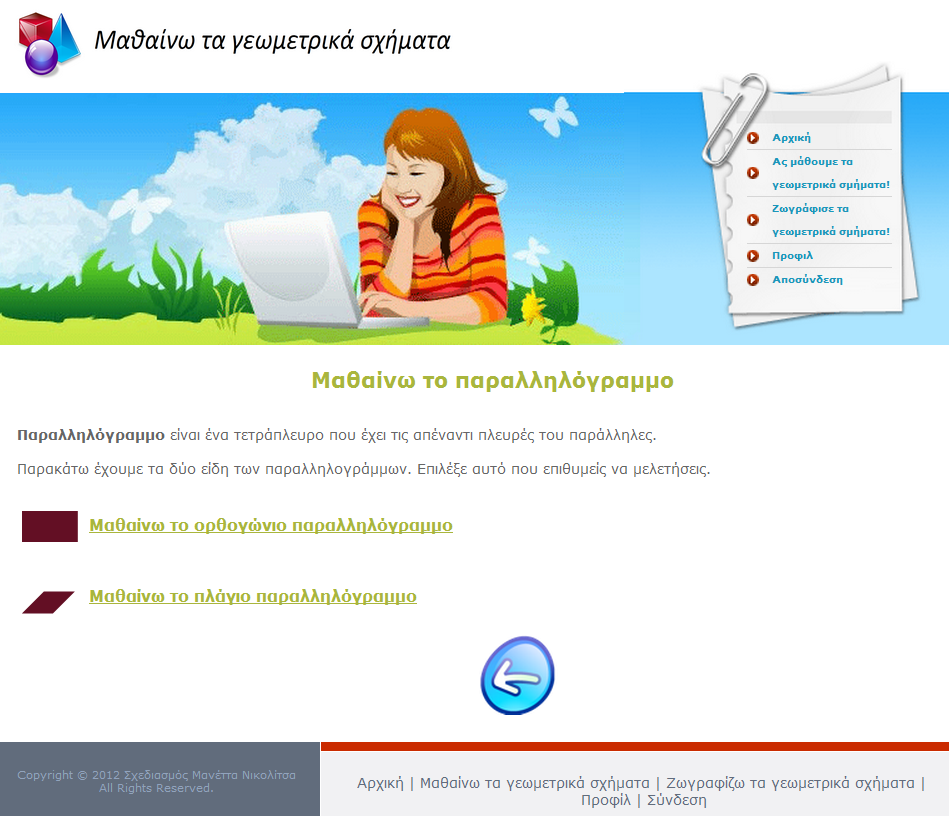 Μαθαίνω τα γεωμετρικά σχήματα
Αρχική
Ας μάθουμε τα
γεωμετρικά σμήματα!
Ζωγράφισε τα
γεωμετρικά σμήματα!
Προφιλ
Αποσύνδεση
Μαθαίνω το παραλληλόγραμμο
Παραλληλόγραμμο είναι ένα τετράπλευρο που έχει τις απέναντι πλευρές του παράλληλες.
Παρακάτω έχουμε τα δύο είδη των παραλληλογράμμων. Επιλέξε αυτό που επιθυμείς να μελετήσεις.
Μαθαίνω το ορθογώνιο παραλληλόγραμμο
Μαθαίνω το πλάγιο παραλληλόγραμμο
Copyright © 2012 Σχεδιασμός Μανέττα Νικολίτσα
All Rights Reserved.
Αρχική | Μαθαίνω τα γεωμετρικά σχήματα | Ζωγραφίζω τα γεωμετρικά σχήματα |
Προφίλ | Σύνδεση